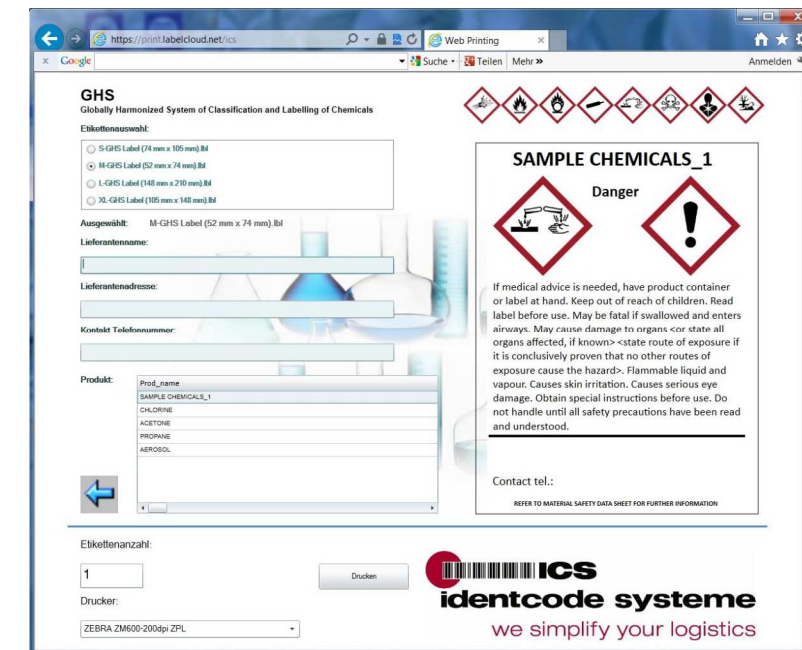 https://print.labelcloud.net/ics
Web Printing
x Google
Suche
Teilen
Mehr »
Anmelden
GHS
Globally Harmonized System of Classification and Labelling of Chemicals
Etikettenauswahl:
S-GHS Label (74 mm x 105 mm).lbl
M-GHS Label (52 mm x 74 mm).lbl
L-GHS Label (148 mm x 210 mm).lbl
XL-GHS Label (105 mm x 148 mm).lbl
Ausgewählt: M-GHS Label (52 mm x 74 mm).lbl
Lieferantenname:
Lieferantenadresse:
Kontakt Telefonnummer:
Produkt:
Prod_name
SAMPLE CHEMICALS_1
CHLORINE
ACETONE
PROPANE
AEROSOL
SAMPLE CHEMICALS_1
Danger
If medical advice is needed, have product container
or label at hand. Keep out of reach of children. Read
label before use. May be fatal if swallowed and enters
airways. May cause damage to organs <or state all
organs affected, if known> <state route of exposure if
it is conclusively proven that no other routes of
exposure cause the hazard>. Flammable liquid and
vapour. Causes skin irritation. Causes serious eye
damage. Obtain special instructions before use. Do
not handle until all safety precautions have been read
and understood.
Contact tel.:
REFER TO MATERIAL SAFETY DATA SHEET FOR FURTHER INFORMATION
Etikettenanzahl:
1
Drucken
Drucker:
ZEBRA ZM600-200dpi ZPL
ICS
identcode systeme
we simplify your logistics